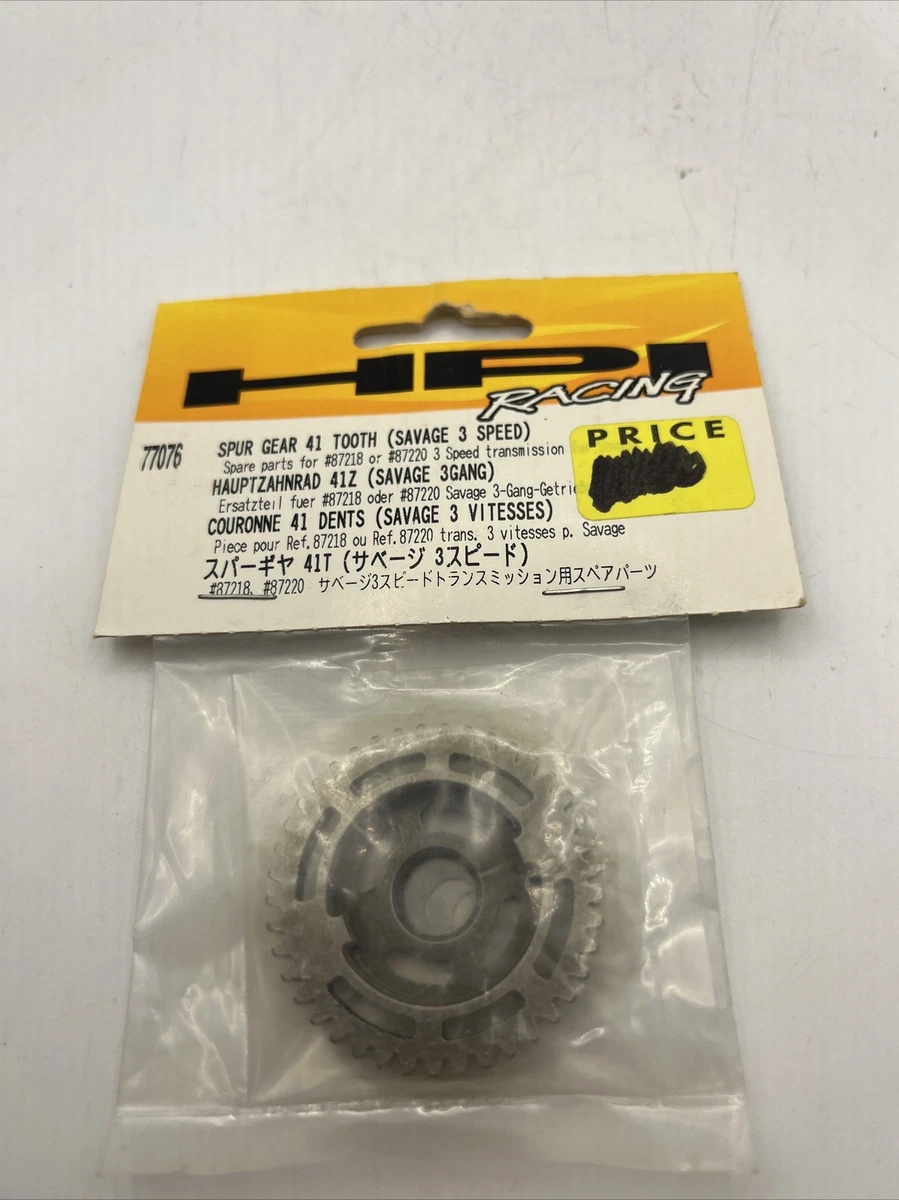 HPI
RACING
PRICE
77076
SPUR GEAR 41 TOOTH (SAVAGE 3 SPEED)
Spare parts for #87218 or #87220 3 Speed transmission
HAUPTZAHNRAD 41Z (SAVAGE 3GANG)
Ersatzteil fuer #87218 oder #87220 Savage 3-Gang-Getrie
COURONNE 41 DENTS (SAVAGE 3 VITESSES)
Piece pour Ref.87218 ou Ref.87220 trans. 3 vitesses p. Savage
スパーギヤ 41T (サベージ 3スピード)
#87218, #87220 サベージ3スピードトランスミッション用スペアパーツ